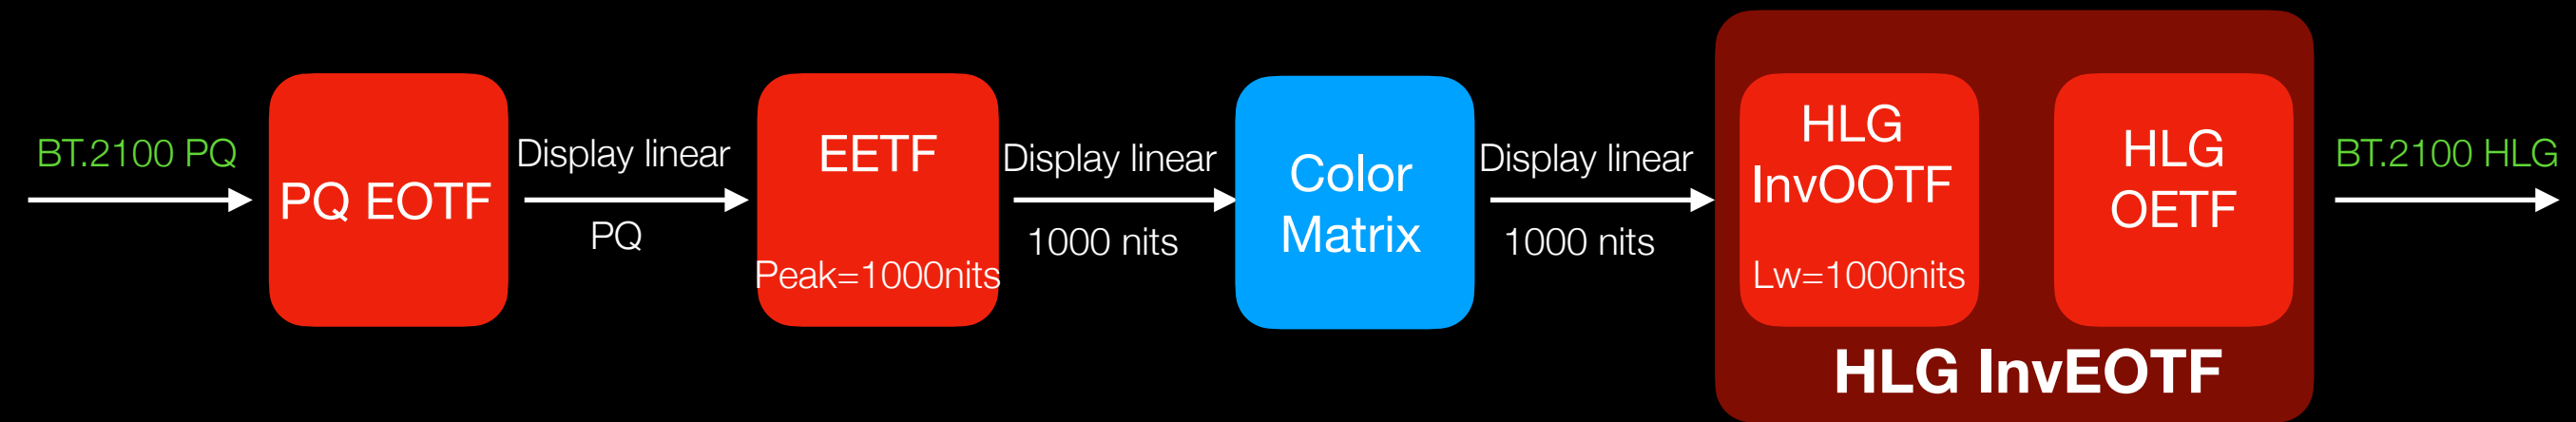 BT.2100 PQ
PQ EOTF
Display linear
PQ
EETF
Peak=1000nits
Display linear
1000 nits
Color
Matrix
Display linear
1000 nits
HLG
InvOOTF
Lw=1000nits
HLG
OETF
HLG InvEOTF
BT.2100 HLG